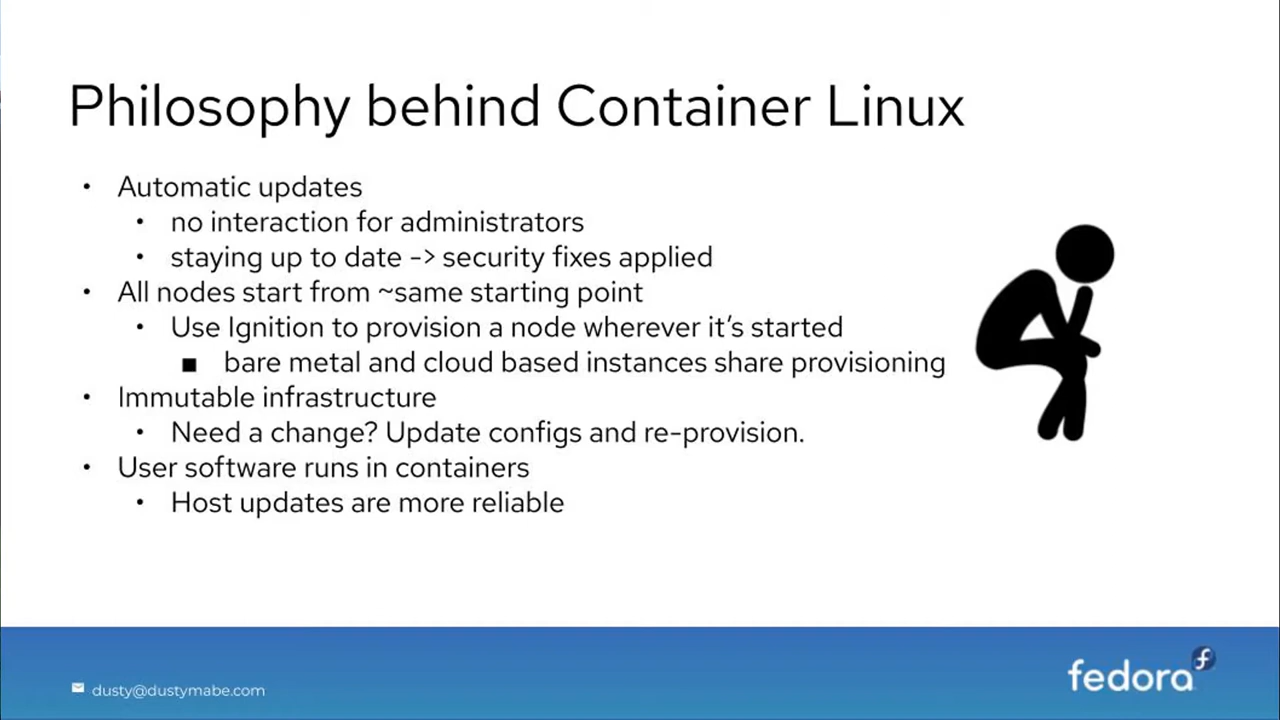 Philosophy behind Container Linux
• Automatic updates
• no interaction for administrators
• staying up to date -> security fixes applied
• All nodes start from ~same starting point
• Use Ignition to provision a node wherever it’s started
■ bare metal and cloud based instances share provisioning
• Immutable infrastructure
• Need a change? Update configs and re-provision.
• User software runs in containers
• Host updates are more reliable
dusty@dustymabe.com
fedora